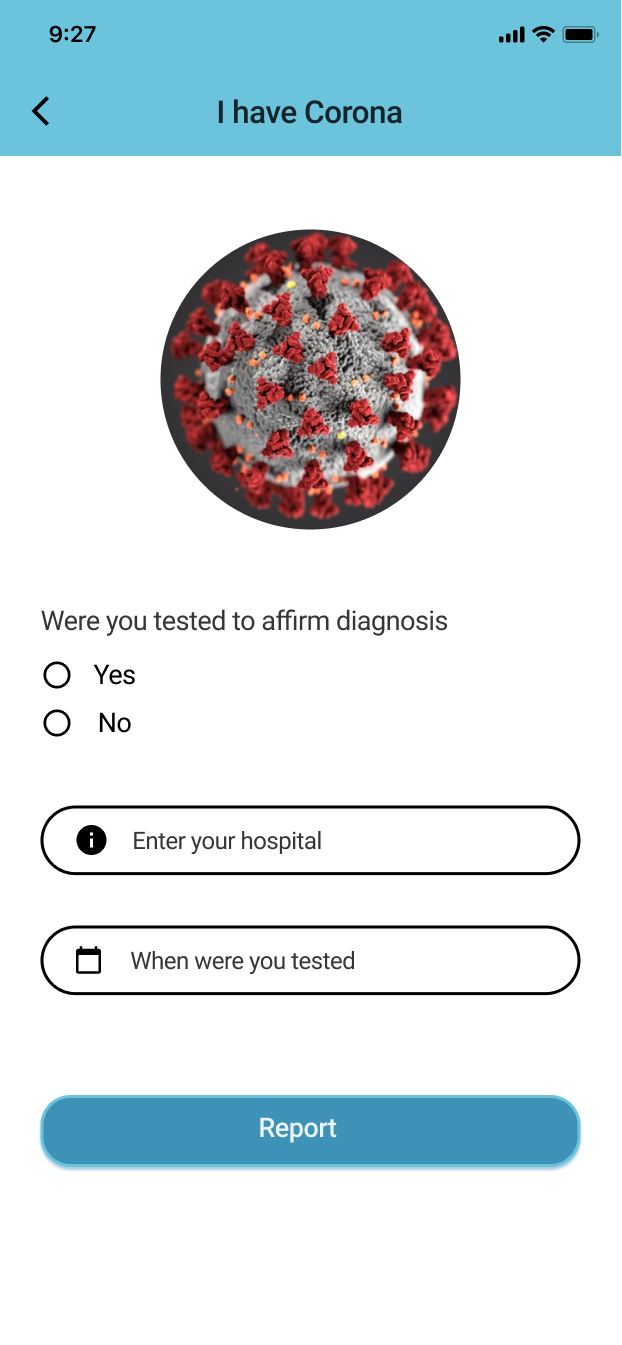 9:27
I have Corona
Were you tested to affirm diagnosis
Yes
No
Enter your hospital
When were you tested
Report